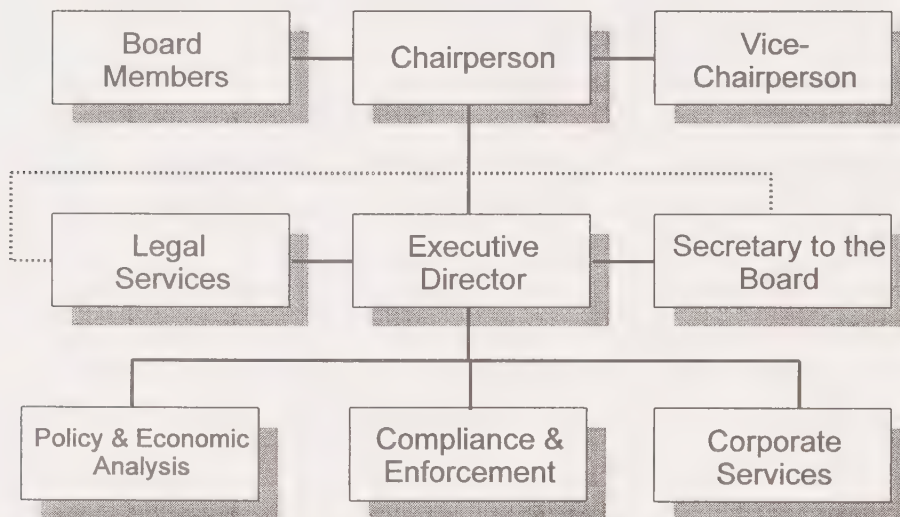 Board
Members
Chairperson
Vice-
Chairperson
Legal
Services
Executive
Director
Secretary to the
Board
Policy & Economic
Analysis
Compliance &
Enforcement
Corporate
Services